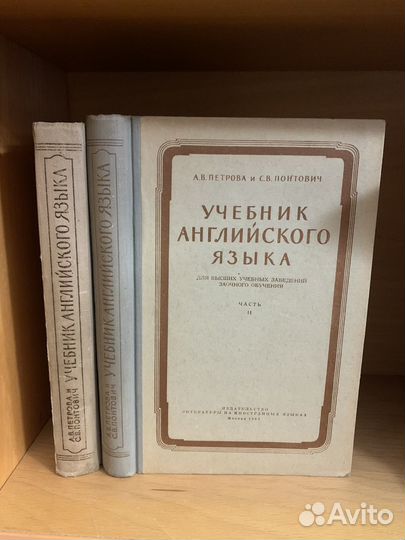 А.В. ПЕТРОВА И
С.В. ПОНТОВИЧ УЧЕБНИК АНГЛИЙСКОГО ЯЗЫКА
А.В. ПЕТРОВА И
С.В. ПОНТОВИЧ УЧЕБНИК АНГЛИЙСКОГО ЯЗЫКА
А.В. ПЕТРОВА И С.В. ПОНТОВИЧ
УЧЕБНИК
АНГЛИЙСКОГО
ЯЗЫКА
ДЛЯ ВЫСШИХ УЧЕБНЫХ ЗАВЕДЕНИЙ
ЗАОЧНОГО ОБУЧЕНИЯ
ЧАСТЬ
II
ИЗДАТЕЛЬСТВО
ЛИТЕРАТУРЫ НА ИНОСТРАННЫХ ЯЗЫКАХ
Москва
Avito